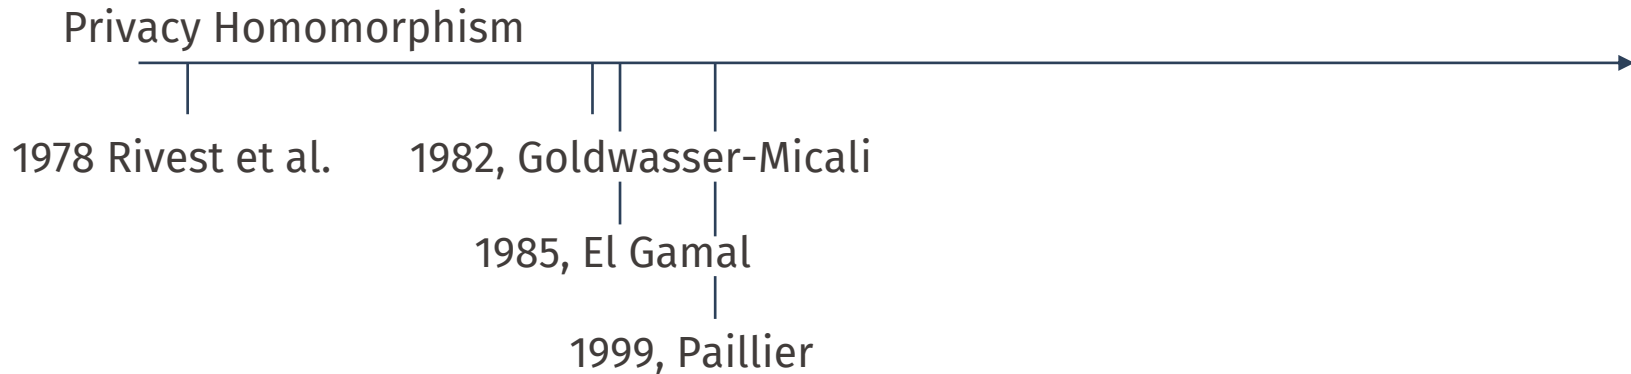 Privacy Homomorphism
1978 Rivest et al.
1982, Goldwasser-Micali
1985, El Gamal
1999, Paillier